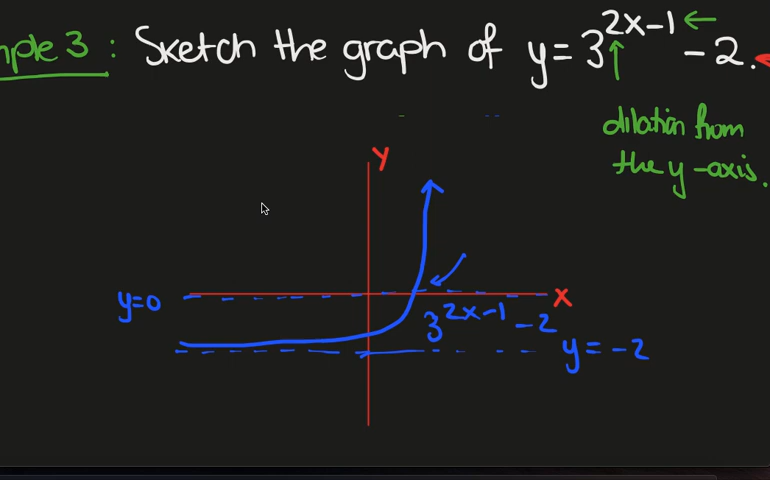 3 : Sketch the graph of y = 3^{2x-1} - 2.
dilation from
the y-axis.
y
y=0
x
3^{2x-1} - 2
y = -2